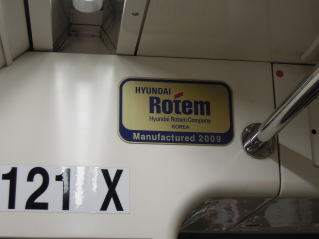 HYUNDAI
Rotem
Hyundai Rotem Company
KOREA
Manufactured 2009
121 X